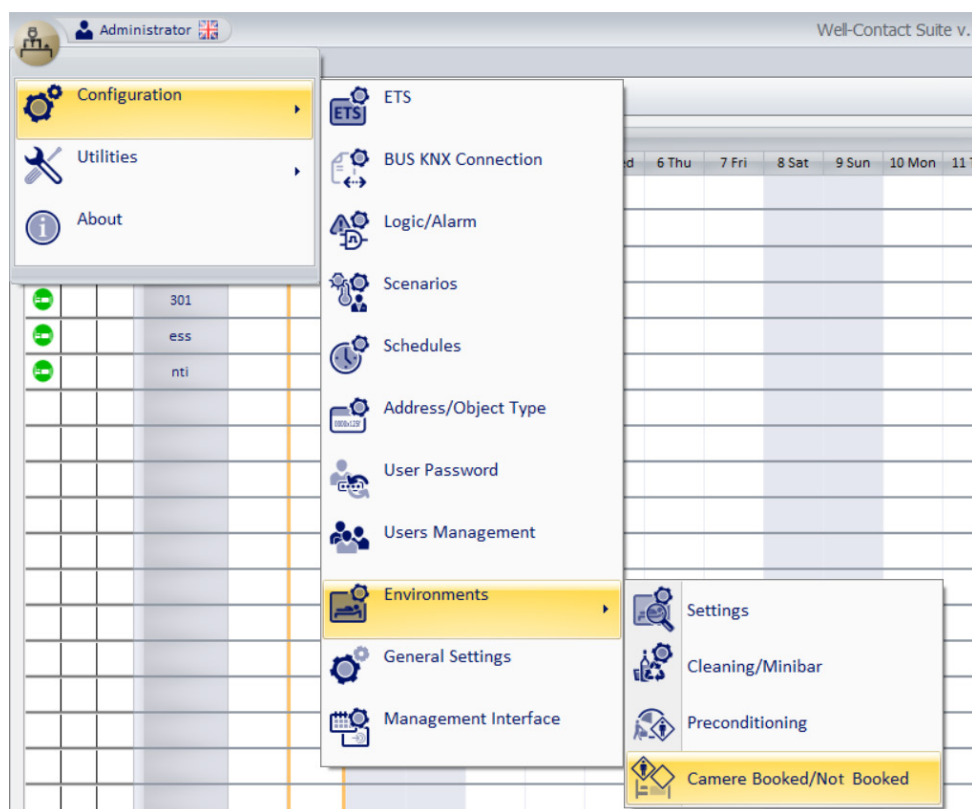 Administrator
Well-Contact Suite v.
Configuration
Utilities
About
ETS
ETS
BUS KNX Connection
Logic/Alarm
Scenarios
Schedules
Address/Object Type
User Password
Users Management
Environments
General Settings
Management Interface
Settings
Cleaning/Minibar
Preconditioning
Camere Booked/Not Booked
ed 6 Thu 7 Fri 8 Sat 9 Sun 10 Mon 11
301
ess
nti